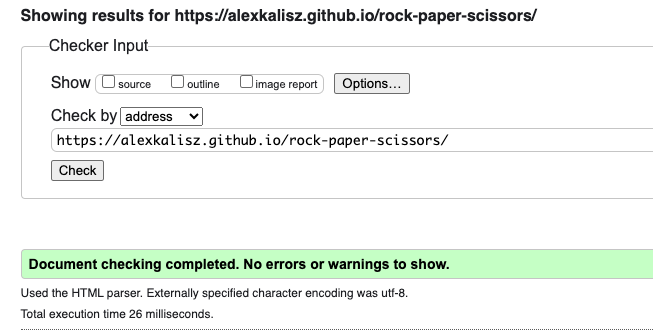 Showing results for https://alexkalisz.github.io/rock-paper-scissors/
Checker Input
Show source outline image report Options...
Check by address
https://alexkalisz.github.io/rock-paper-scissors/
Check
Document checking completed. No errors or warnings to show.
Used the HTML parser. Externally specified character encoding was utf-8.
Total execution time 26 milliseconds.